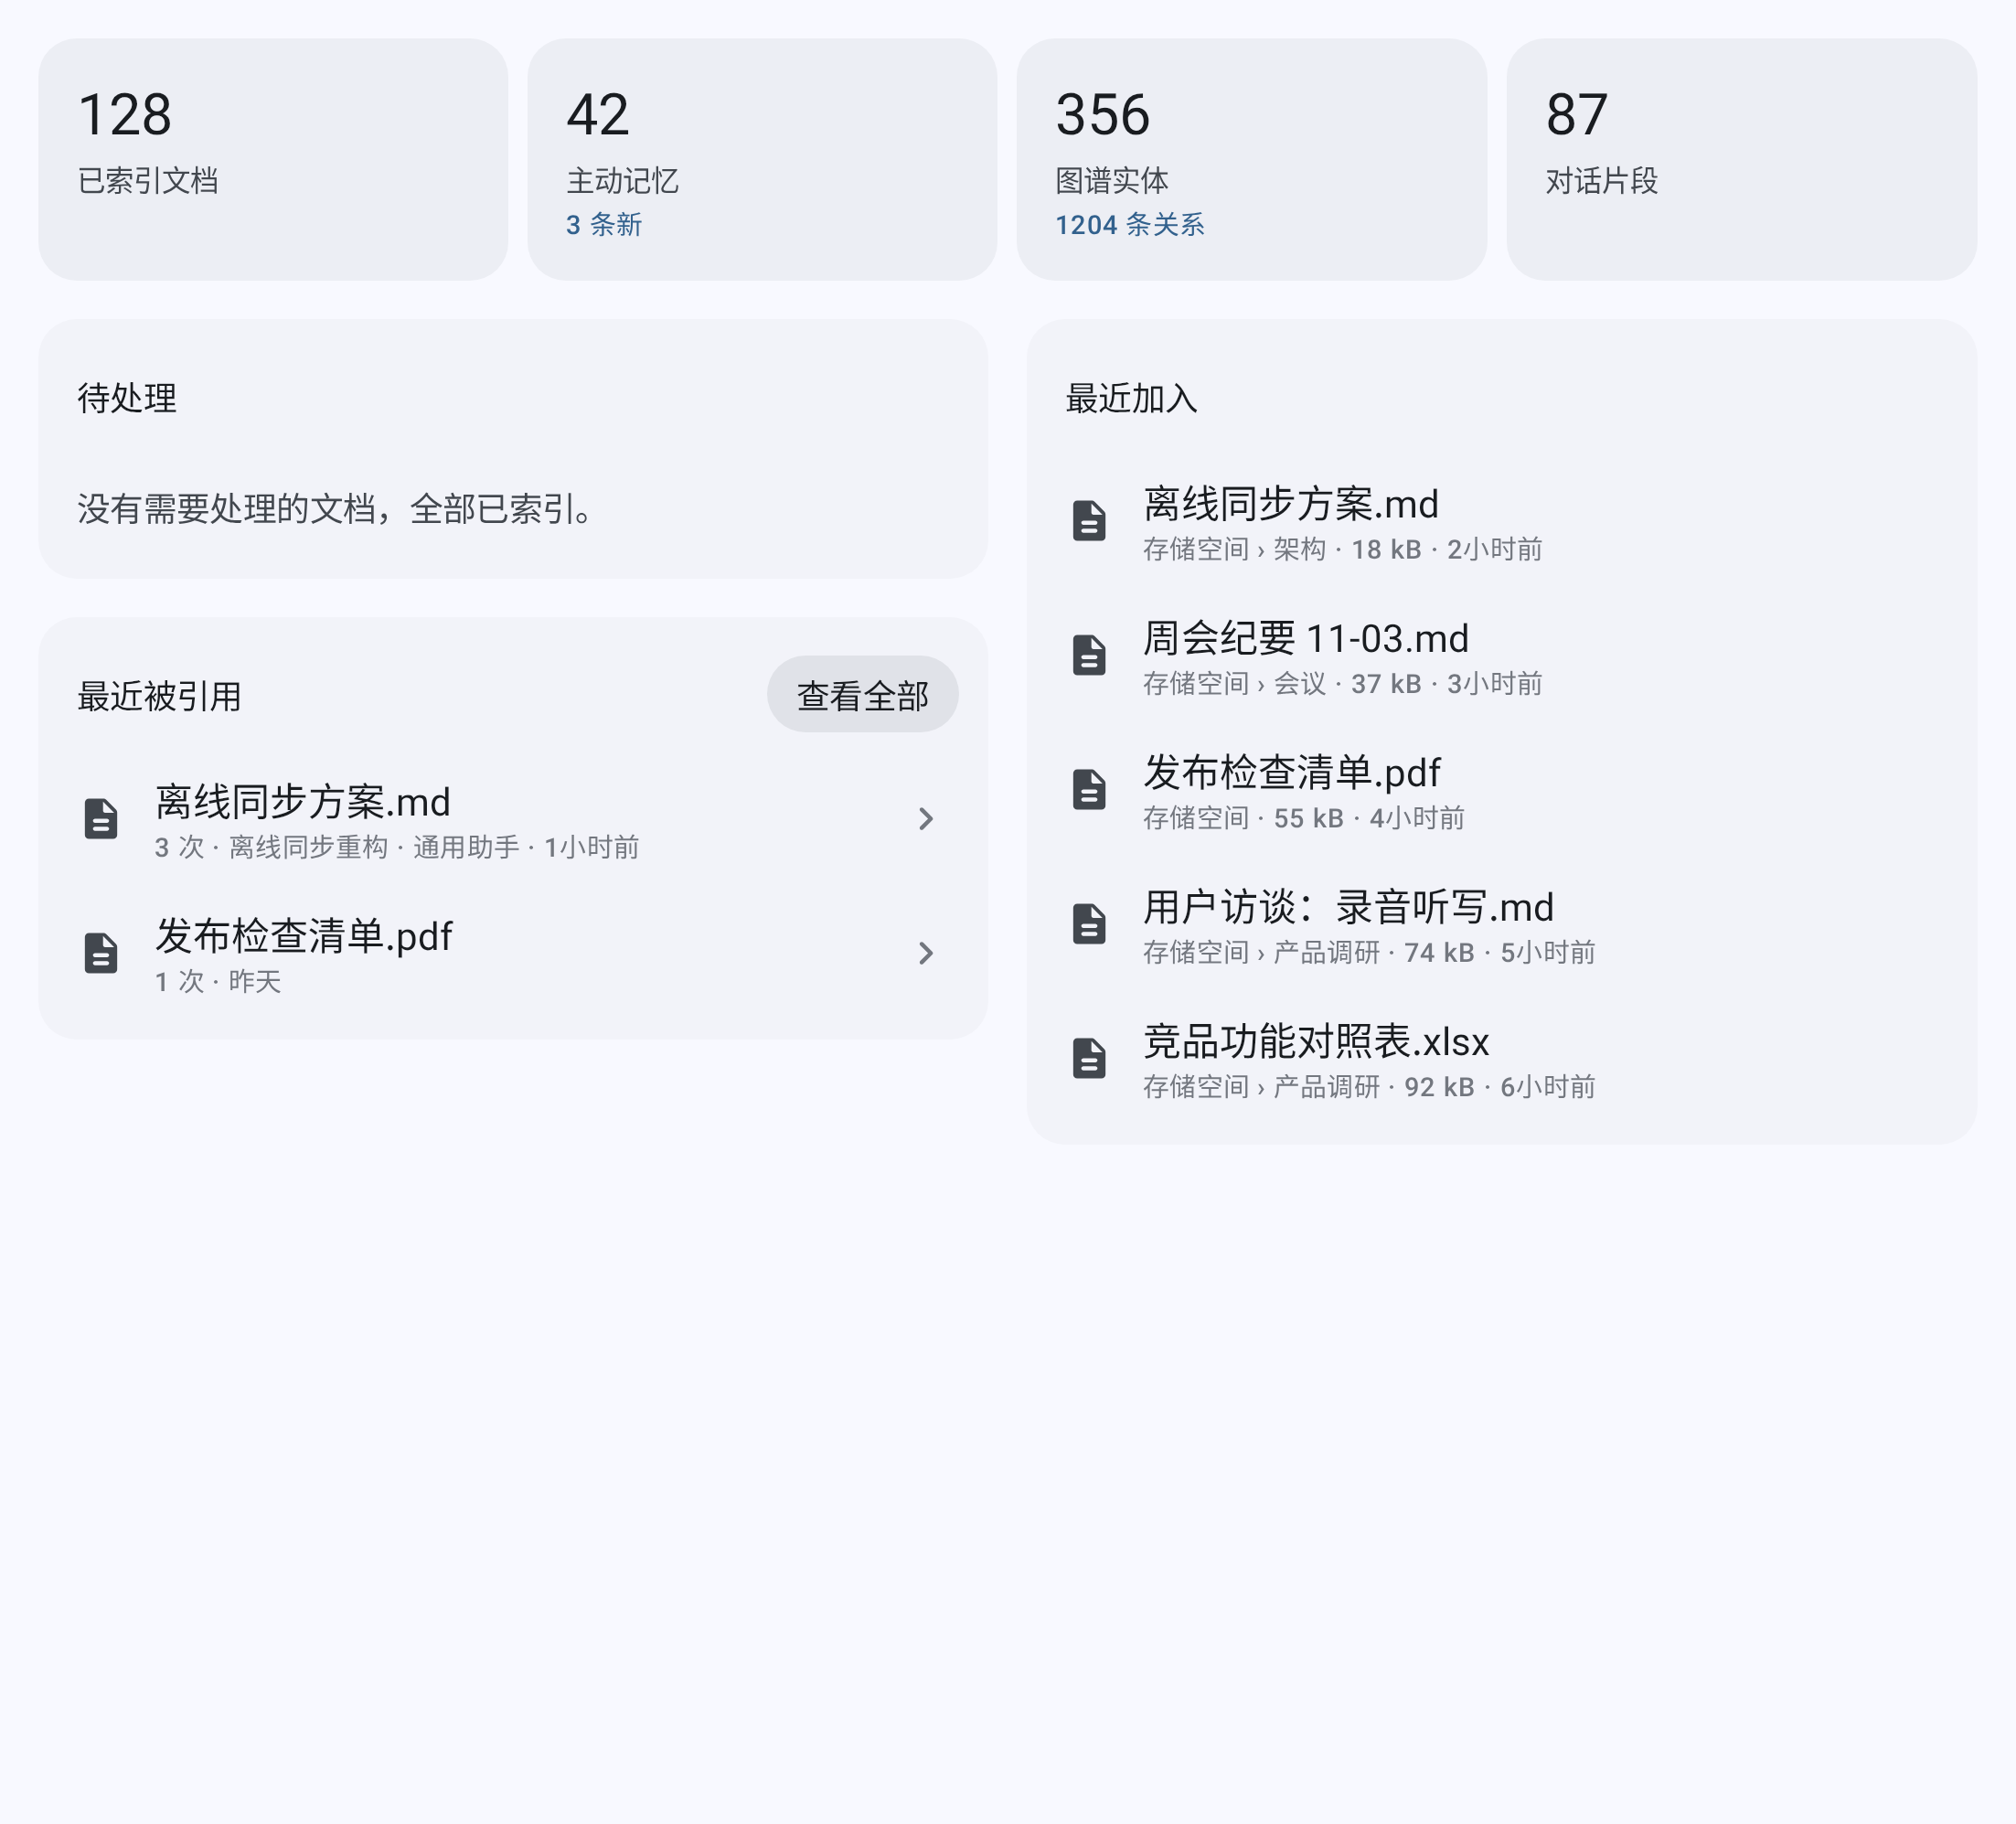 128
已索引文档
42
主动记忆
3 条新
356
图谱实体
1204 条关系
87
对话片段
待处理
没有需要处理的文档，全部已索引。
最近被引用
查看全部
离线同步方案.md
3 次 · 离线同步重构 · 通用助手 · 1小时前
发布检查清单.pdf
1 次 · 昨天
最近加入
离线同步方案.md
存储空间 › 架构 · 18 kB · 2小时前
周会纪要 11-03.md
存储空间 › 会议 · 37 kB · 3小时前
发布检查清单.pdf
存储空间 · 55 kB · 4小时前
用户访谈：录音听写.md
存储空间 › 产品调研 · 74 kB · 5小时前
竞品功能对照表.xlsx
存储空间 › 产品调研 · 92 kB · 6小时前